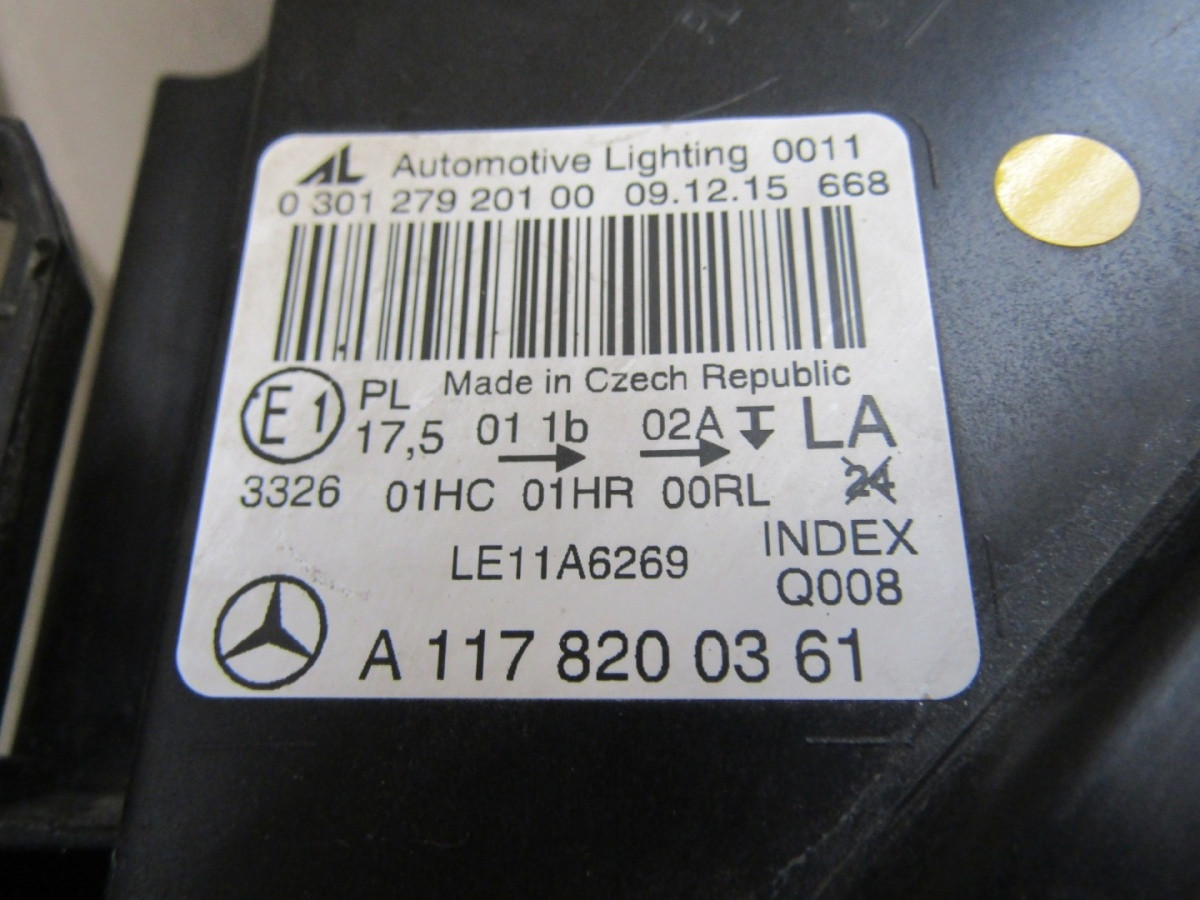 AL Automotive Lighting 0011
0 301 279 201 00 09.12.15 668
Made in Czech Republic
E1 PL 17,5 01 1b 02A LA
3326 01HC 01HR 00RL 24
LE11A6269
INDEX
Q008
A 117 820 03 61